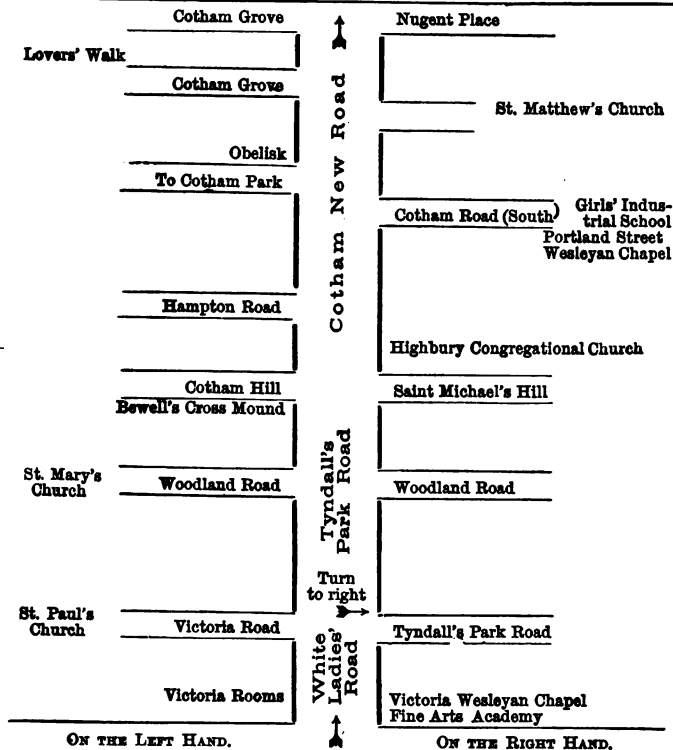 Cotham Grove
Nugent Place
Lovers' Walk
Cotham Grove
St. Matthew's Church
Obelisk
To Cotham Park
Cotham New Road
Cotham Road (South)
Girls' Indus-
trial School
Portland Street
Wesleyan Chapel
Hampton Road
Highbury Congregational Church
Cotham Hill
Saint Michael's Hill
Bewell's Cross Mound
Tyndall's
Park Road
St. Mary's
Church
Woodland Road
Woodland Road
Turn
to right
St. Paul's
Church
Victoria Road
Tyndall's Park Road
White
Ladies'
Road
Victoria Rooms
Victoria Wesleyan Chapel
Fine Arts Academy
On the Left Hand.
On the Right Hand.